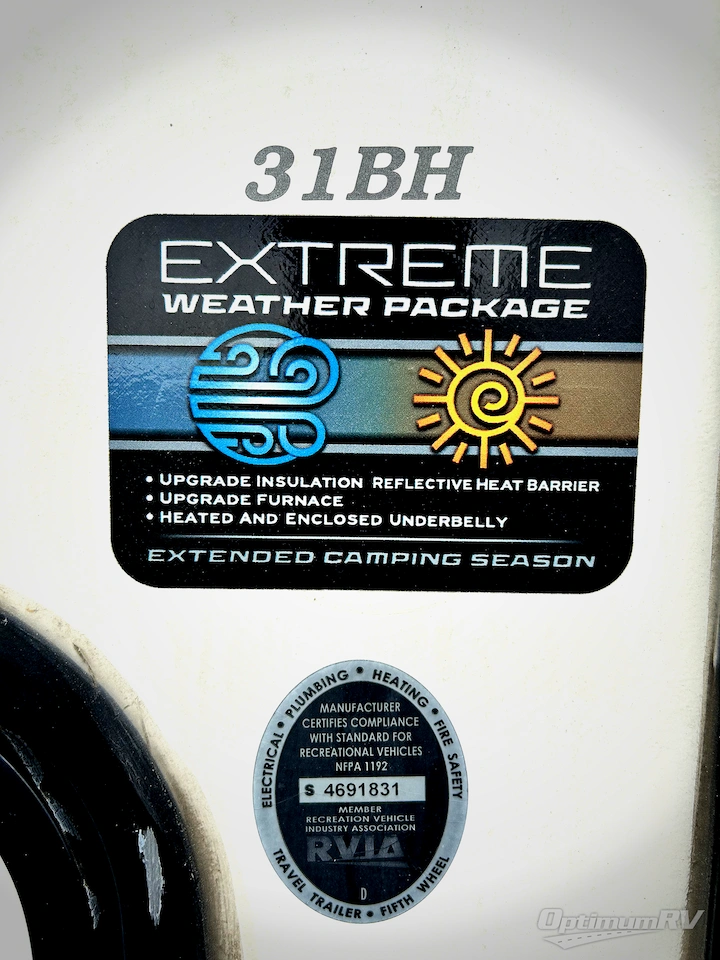 31BH
EXTREME
WEATHER PACKAGE
• UPGRADE INSULATION REFLECTIVE HEAT BARRIER
• UPGRADE FURNACE
• HEATED AND ENCLOSED UNDERBELLY
EXTENDED CAMPING SEASON
ELECTRICAL • PLUMBING • HEATING • FIRE SAFETY
MANUFACTURER
CERTIFIES COMPLIANCE
WITH STANDARD FOR
RECREATIONAL VEHICLES
NFPA 1192
S 4691831
MEMBER
RECREATION VEHICLE
INDUSTRY ASSOCIATION
RVIA
D
TRAVEL TRAILER • FIFTH WHEEL
OptimumRV